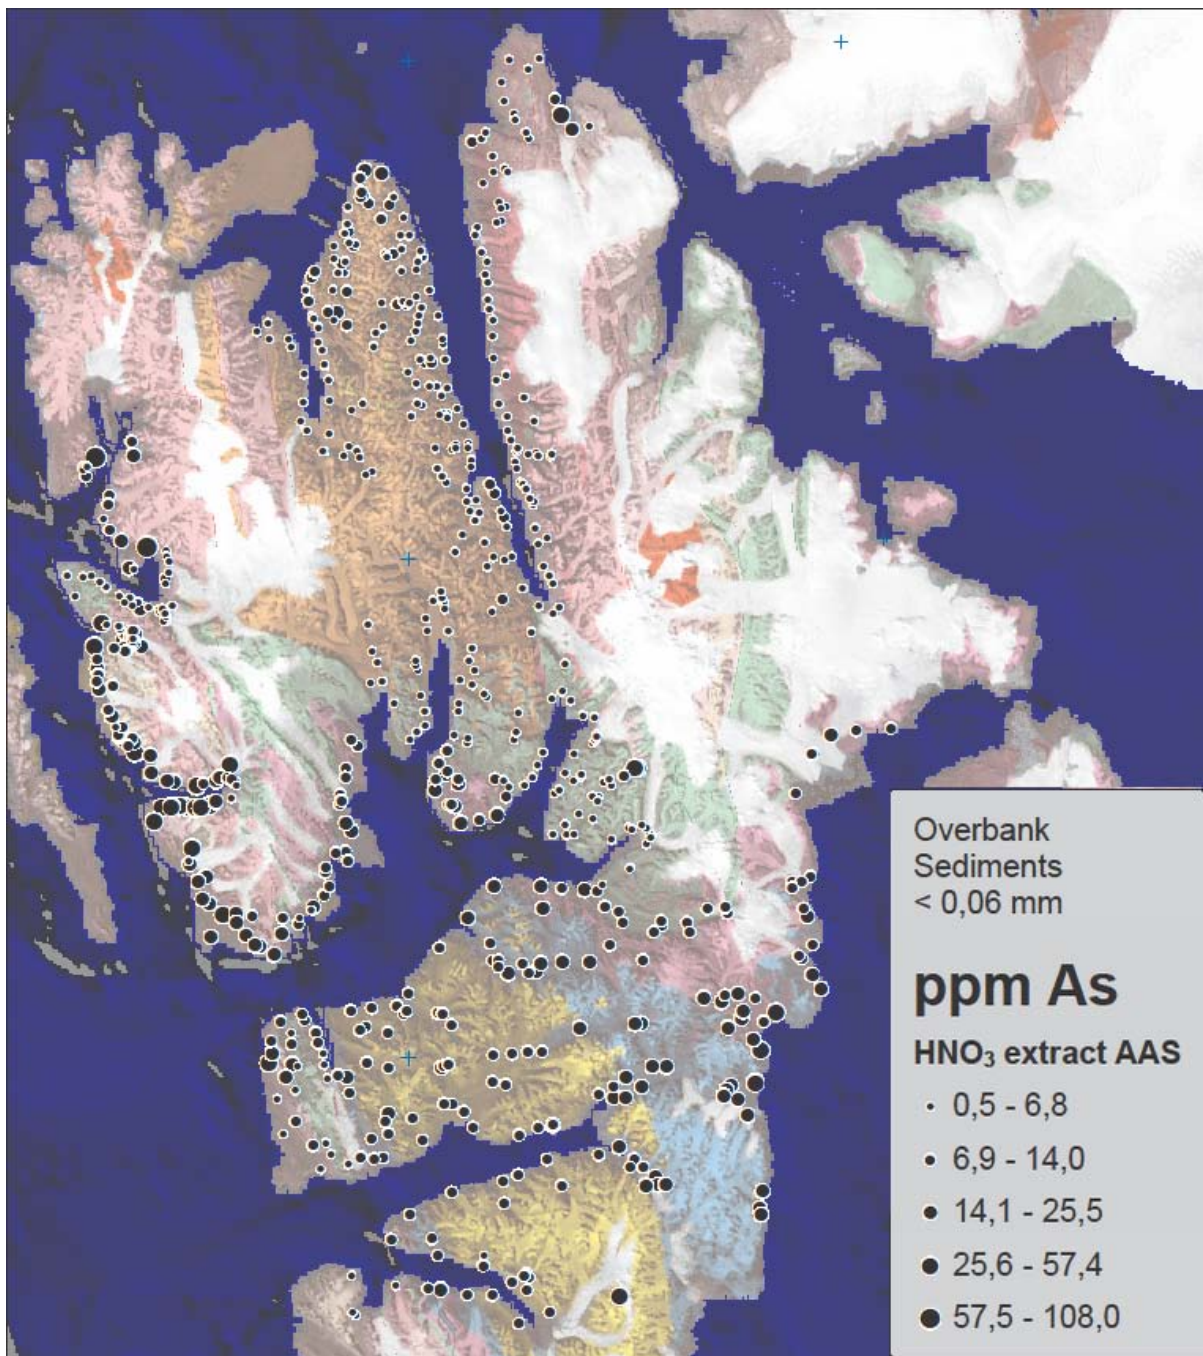 Overbank
Sediments
< 0,06 mm
ppm As
HNO₃ extract AAS
0,5 - 6,8
6,9 - 14,0
14,1 - 25,5
25,6 - 57,4
57,5 - 108,0